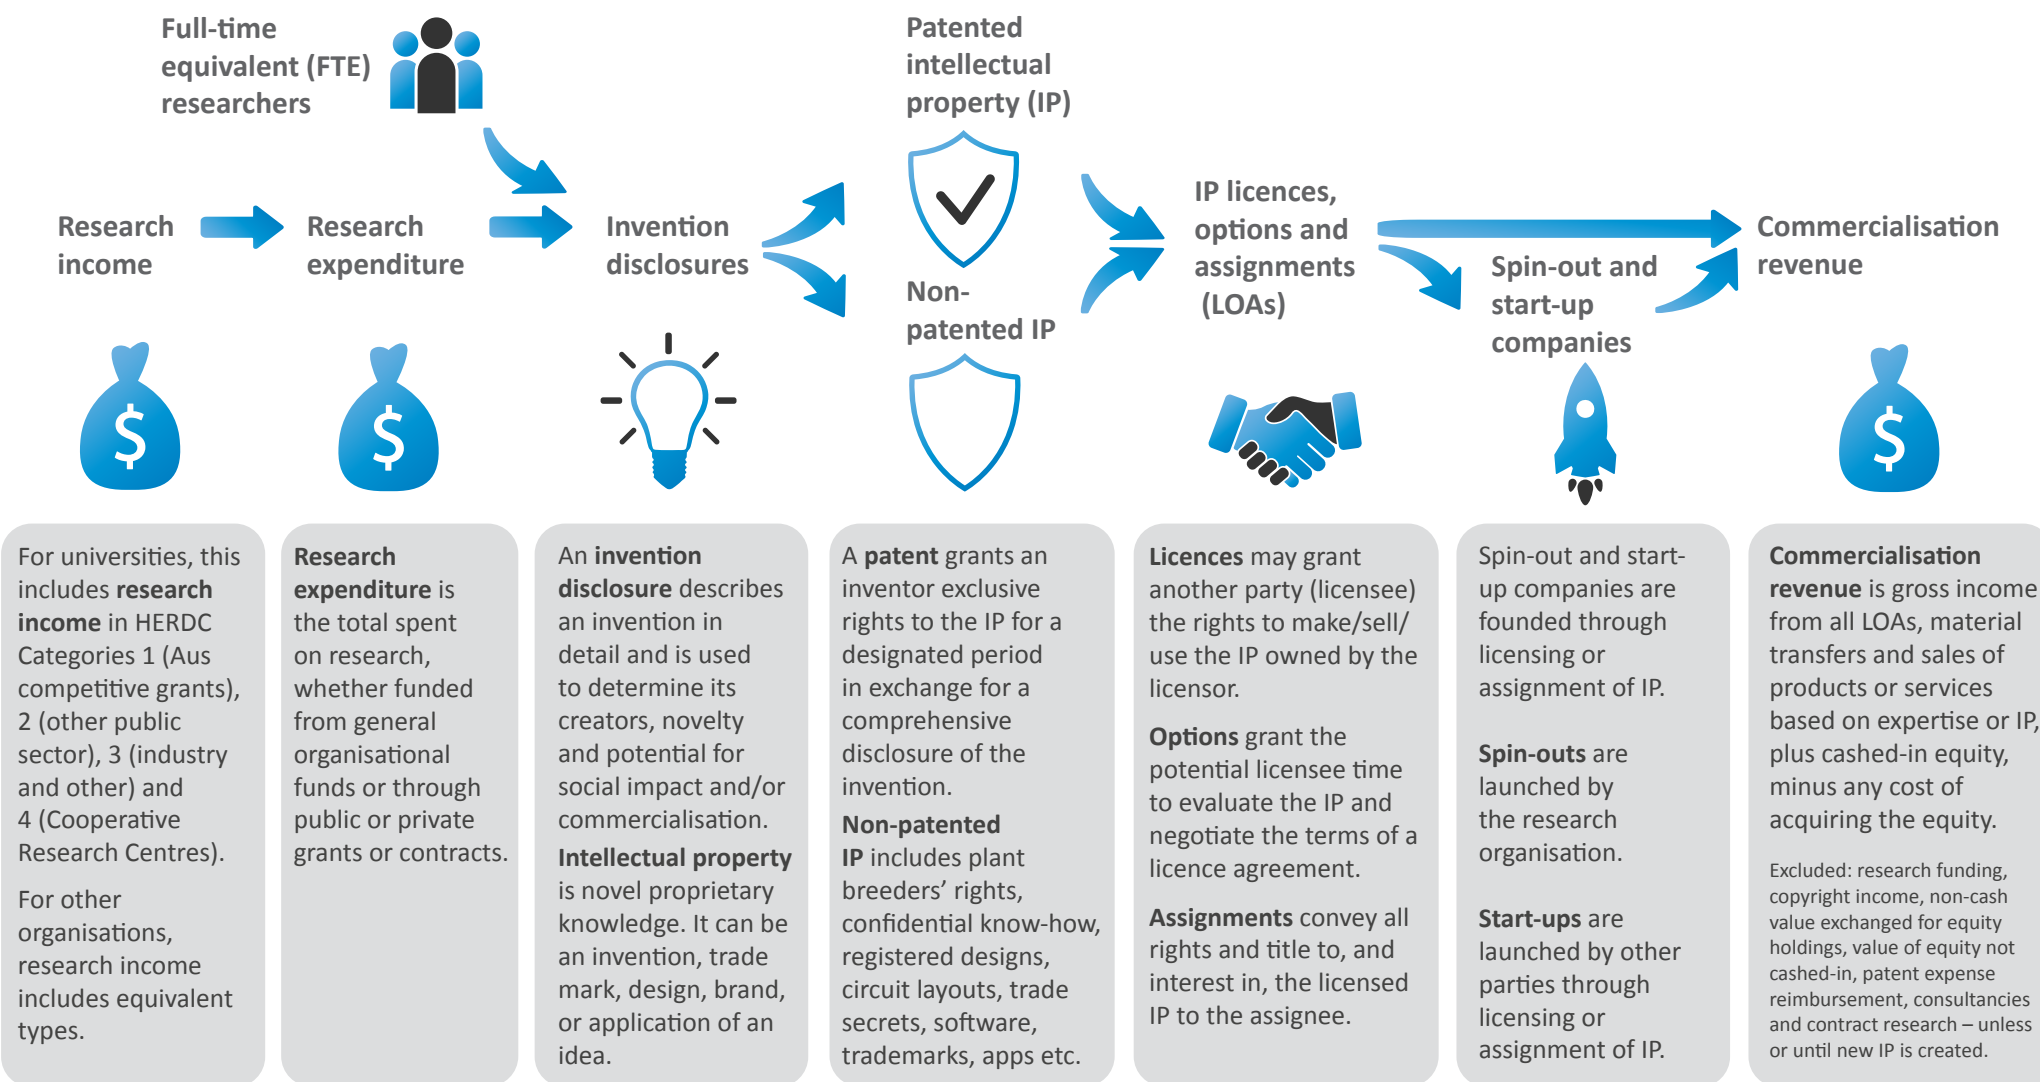 Full-time
equivalent (FTE)
researchers
Patented
intellectual
property (IP)
Research
income
Research
expenditure
Invention
disclosures
Non-
patented IP
IP licences,
options and
assignments
(LOAs)
Spin-out and
start-up
companies
Commercialisation
revenue
$
$
$
For universities, this
includes research
income in HERDC
Categories 1 (Aus
competitive grants),
2 (other public
sector), 3 (industry
and other) and
4 (Cooperative
Research Centres).
For other
organisations,
research income
includes equivalent
types.
Research
expenditure is
the total spent
on research,
whether funded
from general
organisational
funds or through
public or private
grants or contracts.
An invention
disclosure describes
an invention in
detail and is used
to determine its
creators, novelty
and potential for
social impact and/or
commercialisation.
Intellectual property
is novel proprietary
knowledge. It can be
an invention, trade
mark, design, brand,
or application of an
idea.
A patent grants an
inventor exclusive
rights to the IP for a
designated period
in exchange for a
comprehensive
disclosure of the
invention.
Non-patented
IP includes plant
breeders’ rights,
confidential know-how,
registered designs,
circuit layouts, trade
secrets, software,
trademarks, apps etc.
Licences may grant
another party (licensee)
the rights to make/sell/
use the IP owned by the
licensor.
Options grant the
potential licensee time
to evaluate the IP and
negotiate the terms of a
licence agreement.
Assignments convey all
rights and title to, and
interest in, the licensed
IP to the assignee.
Spin-out and start-
up companies are
founded through
licensing or
assignment of IP.
Spin-outs are
launched by
the research
organisation.
Start-ups are
launched by other
parties through
licensing or
assignment of IP.
Commercialisation
revenue is gross income
from all LOAs, material
transfers and sales of
products or services
based on expertise or IP,
plus cashed-in equity,
minus any cost of
acquiring the equity.
Excluded: research funding,
copyright income, non-cash
value exchanged for equity
holdings, value of equity not
cashed-in, patent expense
reimbursement, consultancies
and contract research – unless
or until new IP is created.